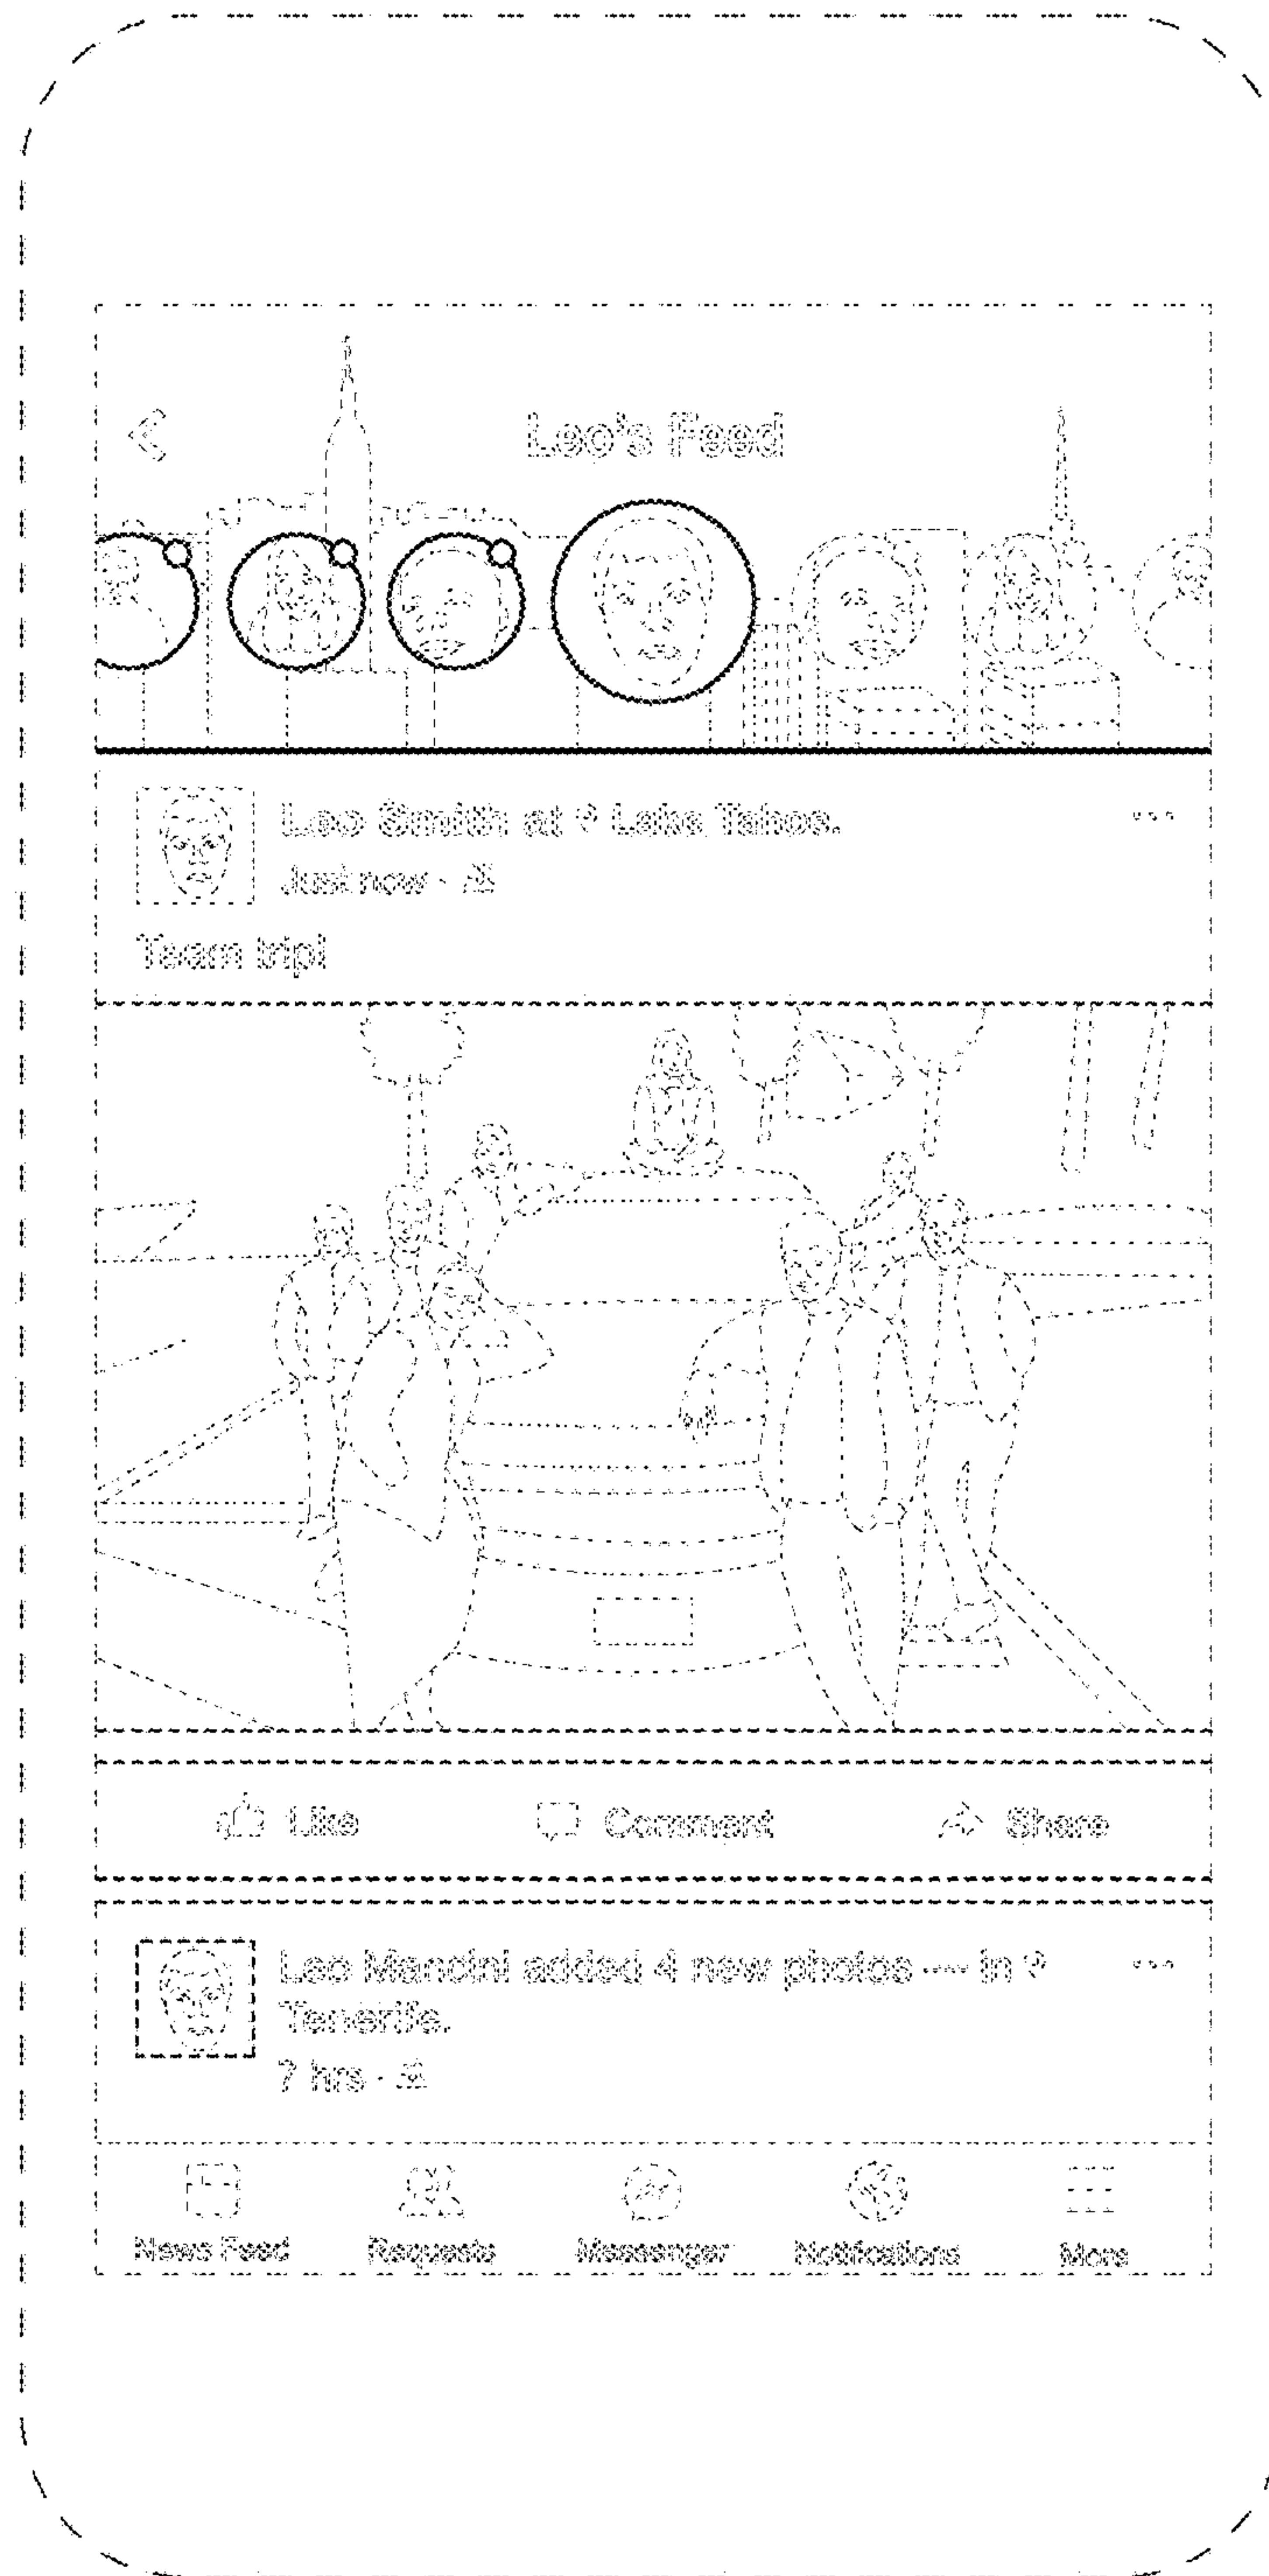 Leo's Feed
Leo Smith at Lake Tahoe.
Just now ·
Team trip!
Like Comment Share
Leo Mancini added 4 new photos — in
Tenerife.
7 hrs ·
News Feed Requests Messenger Notifications More